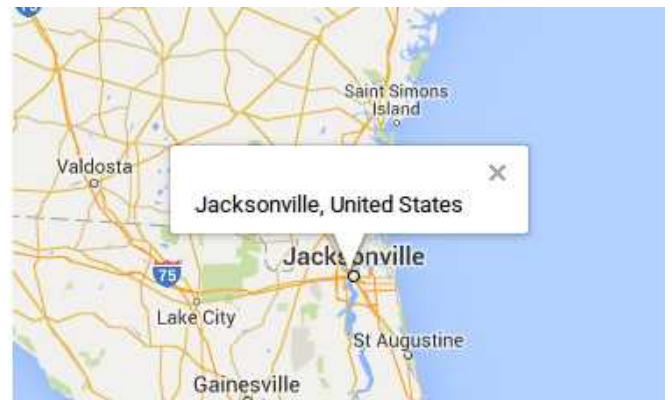 Saint Simons
Island
Valdosta
Jacksonville, United States
Jacksonville
75
Lake City
St Augustine
Gainesville